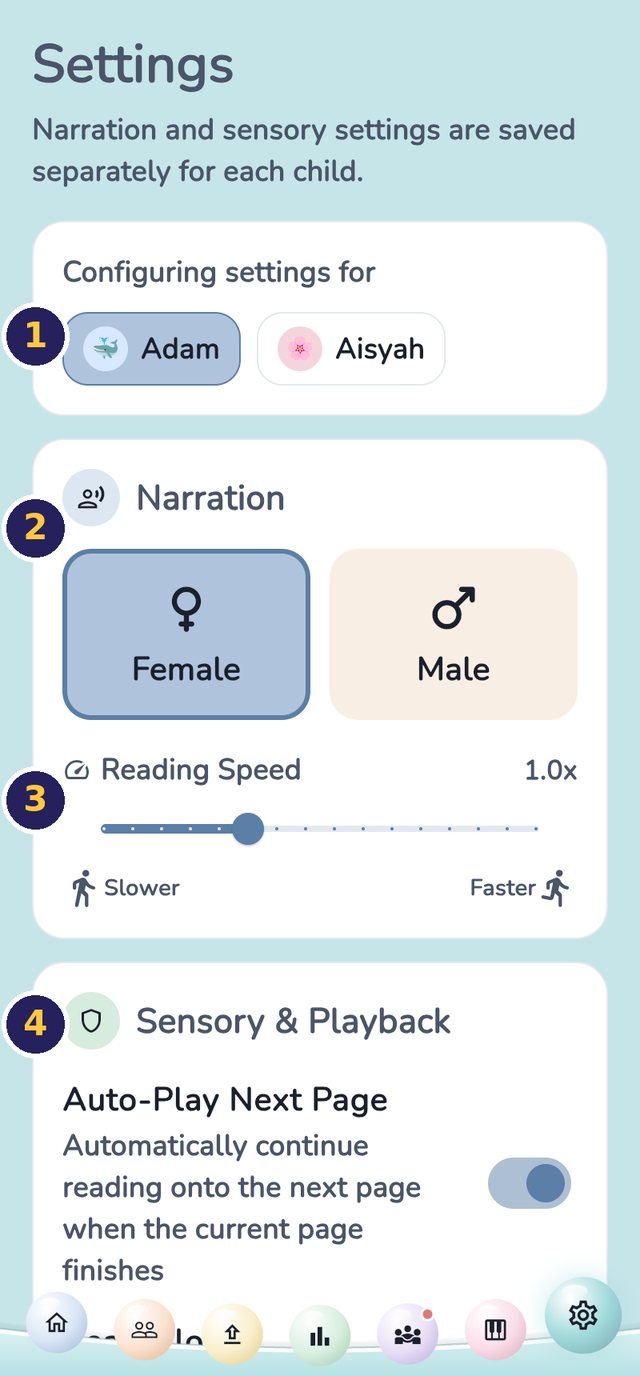 Settings
Narration and sensory settings are saved
separately for each child.
Configuring settings for
1
Adam
Aisyah
Narration
2
Female
Male
Reading Speed
1.0x
3
Slower
Faster
4
Sensory & Playback
Auto-Play Next Page
Automatically continue
reading onto the next page
when the current page
finishes